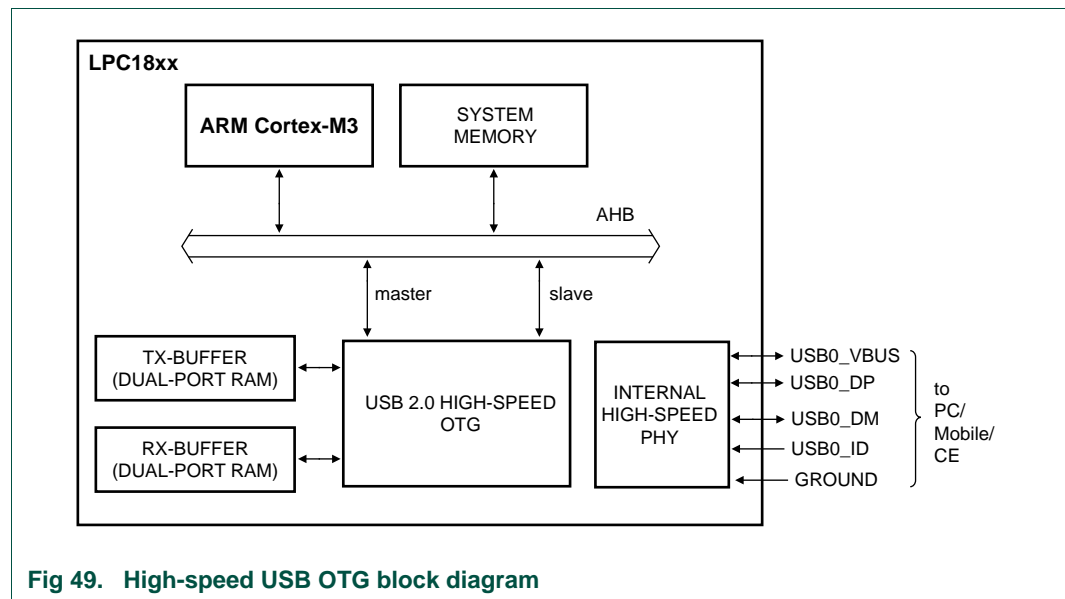 LPC18xx
ARM Cortex-M3
SYSTEM
MEMORY
AHB
master
slave
TX-BUFFER
(DUAL-PORT RAM)
RX-BUFFER
(DUAL-PORT RAM)
USB 2.0 HIGH-SPEED
OTG
INTERNAL
HIGH-SPEED
PHY
USB0_VBUS
USB0_DP
USB0_DM
USB0_ID
GROUND
to
PC/
Mobile/
CE
Fig 49. High-speed USB OTG block diagram